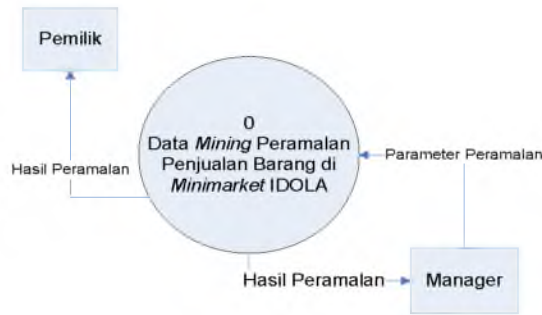 Pemilik
0
Data Mining Peramalan
Penjualan Barang di
Minimarket IDOLA
Hasil Peramalan
Parameter Peramalan
Hasil Peramalan
Manager